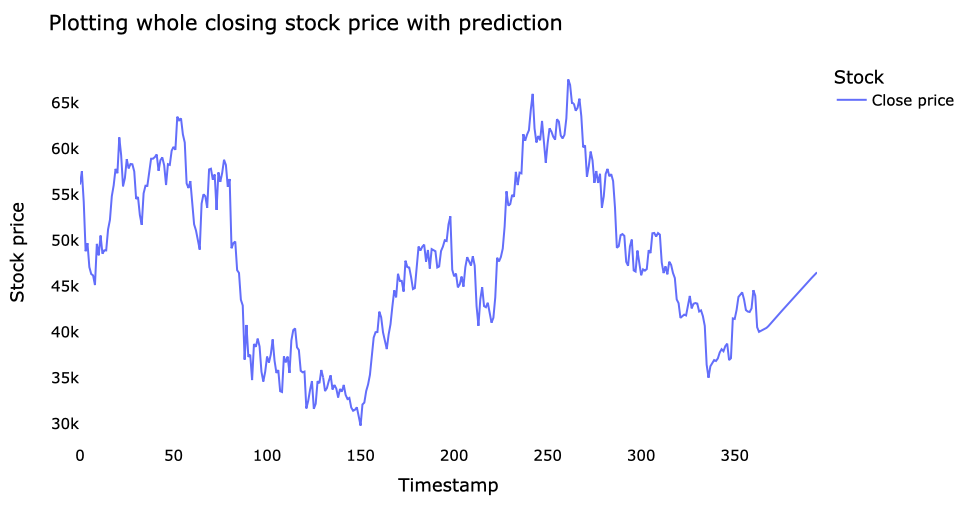 Plotting whole closing stock price with prediction
Stock
Close price
65k
60k
55k
50k
45k
40k
35k
30k
Stock price
0 50 100 150 200 250 300 350
Timestamp